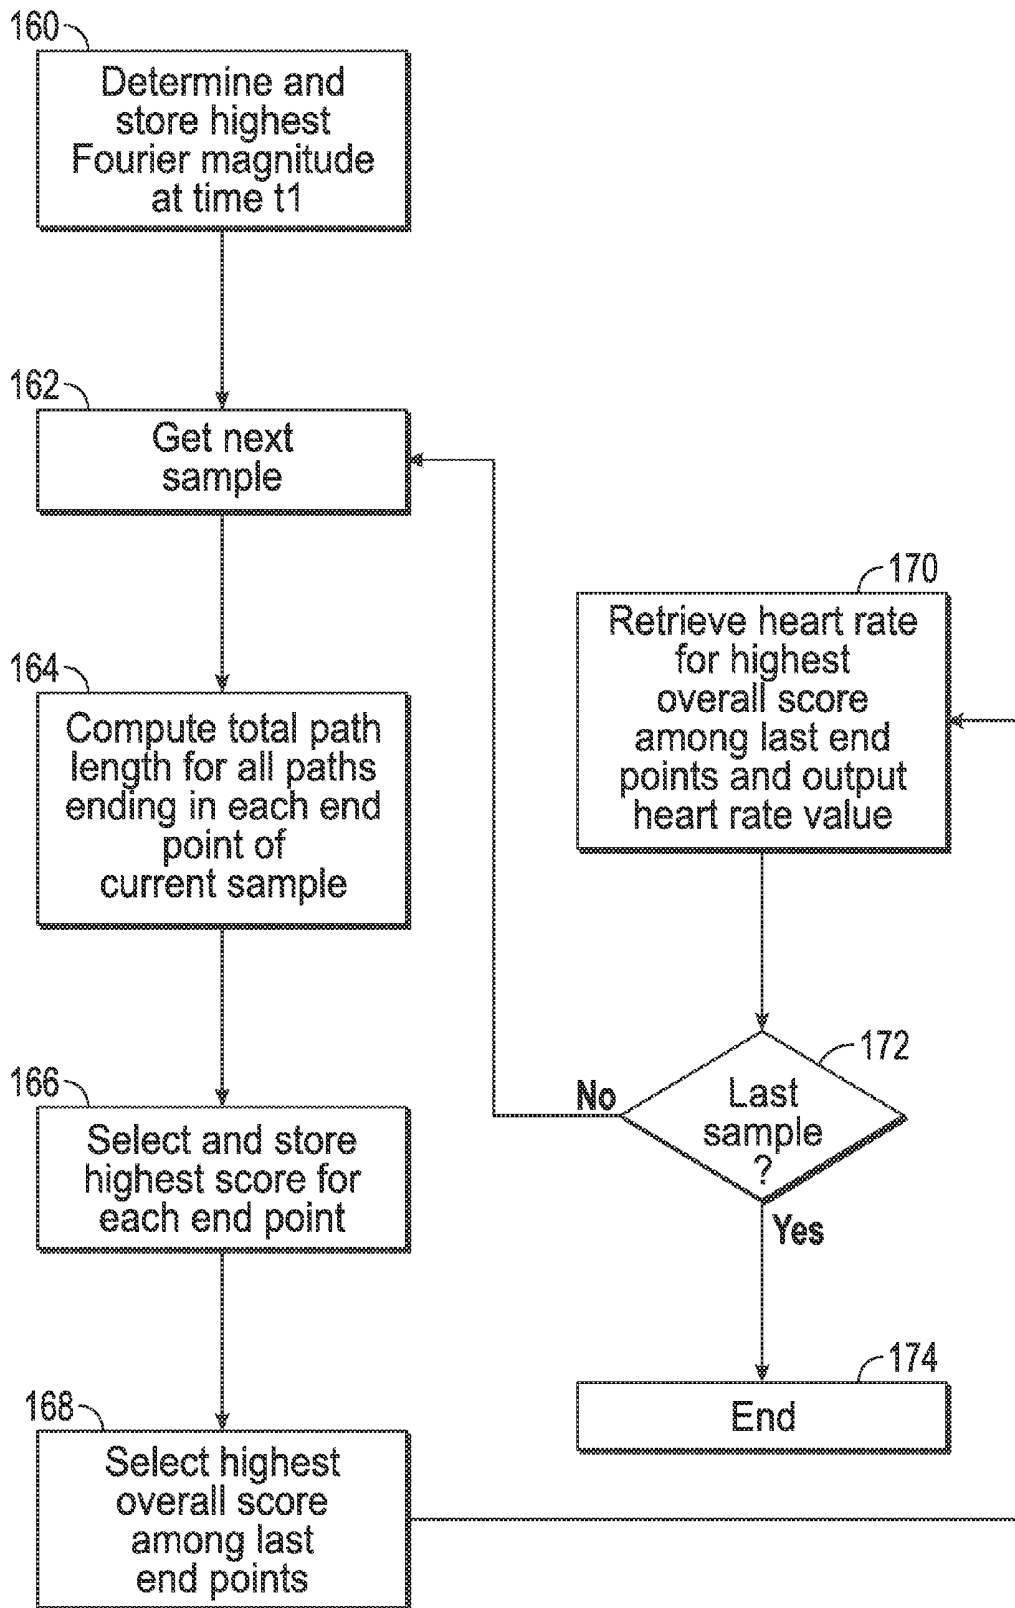 160
Determine and
store highest
Fourier magnitude
at time t1
162
Get next
sample
164
Compute total path
length for all paths
ending in each end
point of
current sample
166
Select and store
highest score for
each end point
168
Select highest
overall score
among last
end points
170
Retrieve heart rate
for highest
overall score
among last end
points and output
heart rate value
172
Last
sample
?
No
Yes
174
End